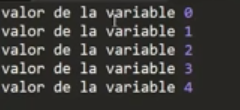 valor de la variable 0
valor de la variable 1
valor de la variable 2
valor de la variable 3
valor de la variable 4